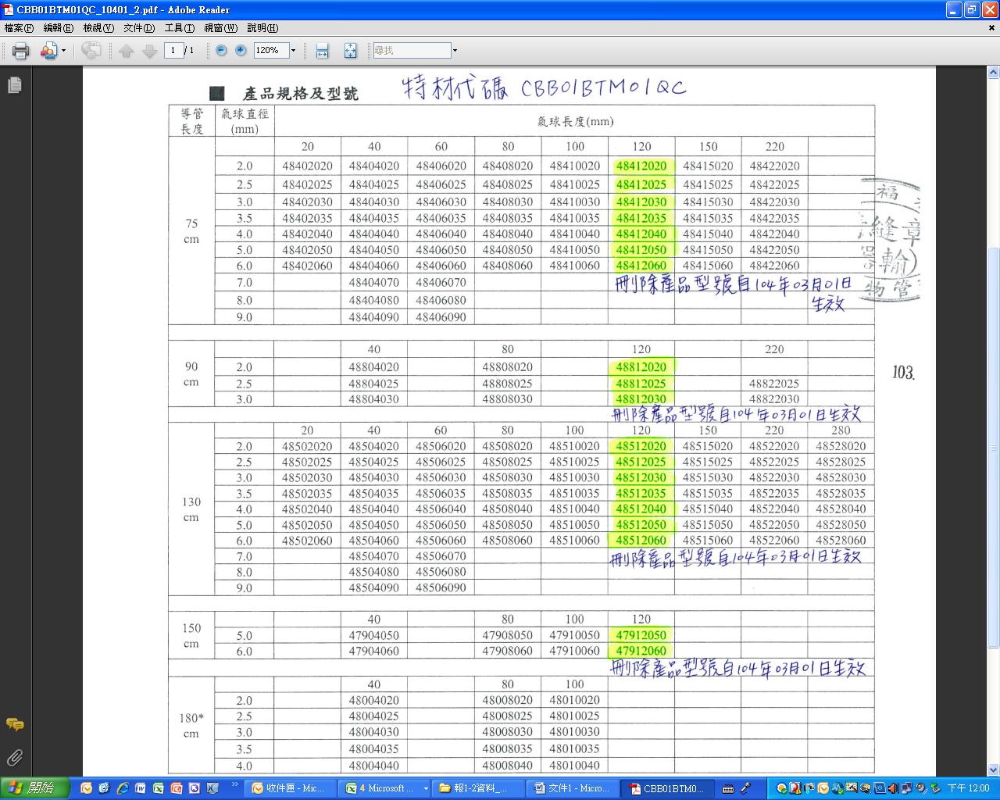 CBB01BTM01QC_10401_2.pdf - Adobe Reader
檔案(F) 編輯(E) 檢視(V) 文件(D) 工具(T) 視窗(W) 說明(H)
1 / 1 120% 尋找
產品規格及型號 特材代碼 CBB01BTM01QC
導管長度 氣球直徑(mm) 氣球長度(mm)
20 40 60 80 100 120 150 220
75 cm
2.0 48402020 48404020 48406020 48408020 48410020 48412020 48415020 48422020
2.5 48402025 48404025 48406025 48408025 48410025 48412025 48415025 48422025
3.0 48402030 48404030 48406030 48408030 48410030 48412030 48415030 48422030
3.5 48402035 48404035 48406035 48408035 48410035 48412035 48415035 48422035
4.0 48402040 48404040 48406040 48408040 48410040 48412040 48415040 48422040
5.0 48402050 48404050 48406050 48408050 48410050 48412050 48415050 48422050
6.0 48402060 48404060 48406060 48408060 48410060 48412060 48415060 48422060
7.0 48404070 48406070 刪除產品型號自104年03月01日
8.0 48404080 48406080 生效
9.0 48404090 48406090
福
縫章
輸)
物管
40 80 120 220
90 cm
2.0 48804020 48808020 48812020
103.
2.5 48804025 48808025 48812025 48822025
3.0 48804030 48808030 48812030 48822030
刪除產品型號自104年03月01日生效
20 40 60 80 100 120 150 220 280
130 cm
2.0 48502020 48504020 48506020 48508020 48510020 48512020 48515020 48522020 48528020
2.5 48502025 48504025 48506025 48508025 48510025 48512025 48515025 48522025 48528025
3.0 48502030 48504030 48506030 48508030 48510030 48512030 48515030 48522030 48528030
3.5 48502035 48504035 48506035 48508035 48510035 48512035 48515035 48522035 48528035
4.0 48502040 48504040 48506040 48508040 48510040 48512040 48515040 48522040 48528040
5.0 48502050 48504050 48506050 48508050 48510050 48512050 48515050 48522050 48528050
6.0 48502060 48504060 48506060 48508060 48510060 48512060 48515060 48522060 48528060
7.0 48504070 48506070 刪除產品型號自104年03月01日生效
8.0 48504080 48506080
9.0 48504090 48506090
40 80 100 120
150 cm
5.0 47904050 47908050 47910050 47912050
6.0 47904060 47908060 47910060 47912060
刪除產品型號自104年03月01日生效
40 80 100
180* cm
2.0 48004020 48008020 48010020
2.5 48004025 48008025 48010025
3.0 48004030 48008030 48010030
3.5 48004035 48008035 48010035
4.0 48004040 48008040 48010040
開始 收件匣 - Mic... 4 Microsoft ... 報1-2資料_... 文件1 - Micro... CBB01BTM0... 下午 12:00